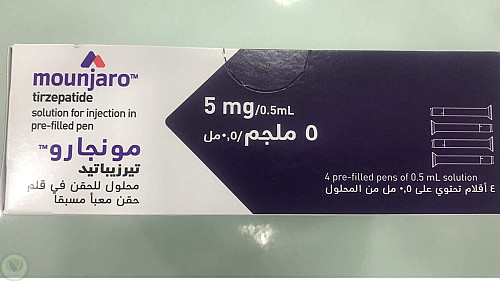 mounjaro™
tirzepatide
solution for injection in
pre-filled pen
مونجارو™
تيرزيباتيد
محلول للحقن في قلم
حقن معبأ مسبقاً
5 mg/0.5mL
٥ ملجم/٠,٥ مل
4 pre-filled pens of 0.5 mL solution
٤ أقلام تحتوي على ٠,٥ مل من المحلول